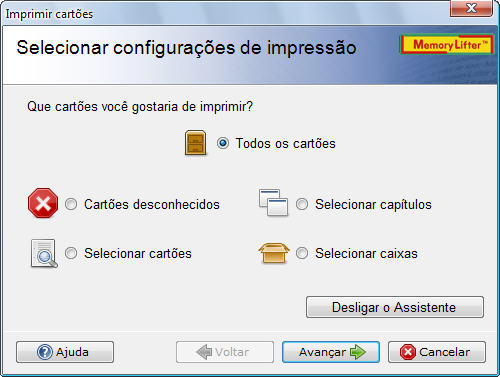 Imprimir cartões
Selecionar configurações de impressão
MemoryLifter™
Que cartões você gostaria de imprimir?
Todos os cartões
Cartões desconhecidos
Selecionar capítulos
Selecionar cartões
Selecionar caixas
Desligar o Assistente
Ajuda
Voltar
Avançar
Cancelar